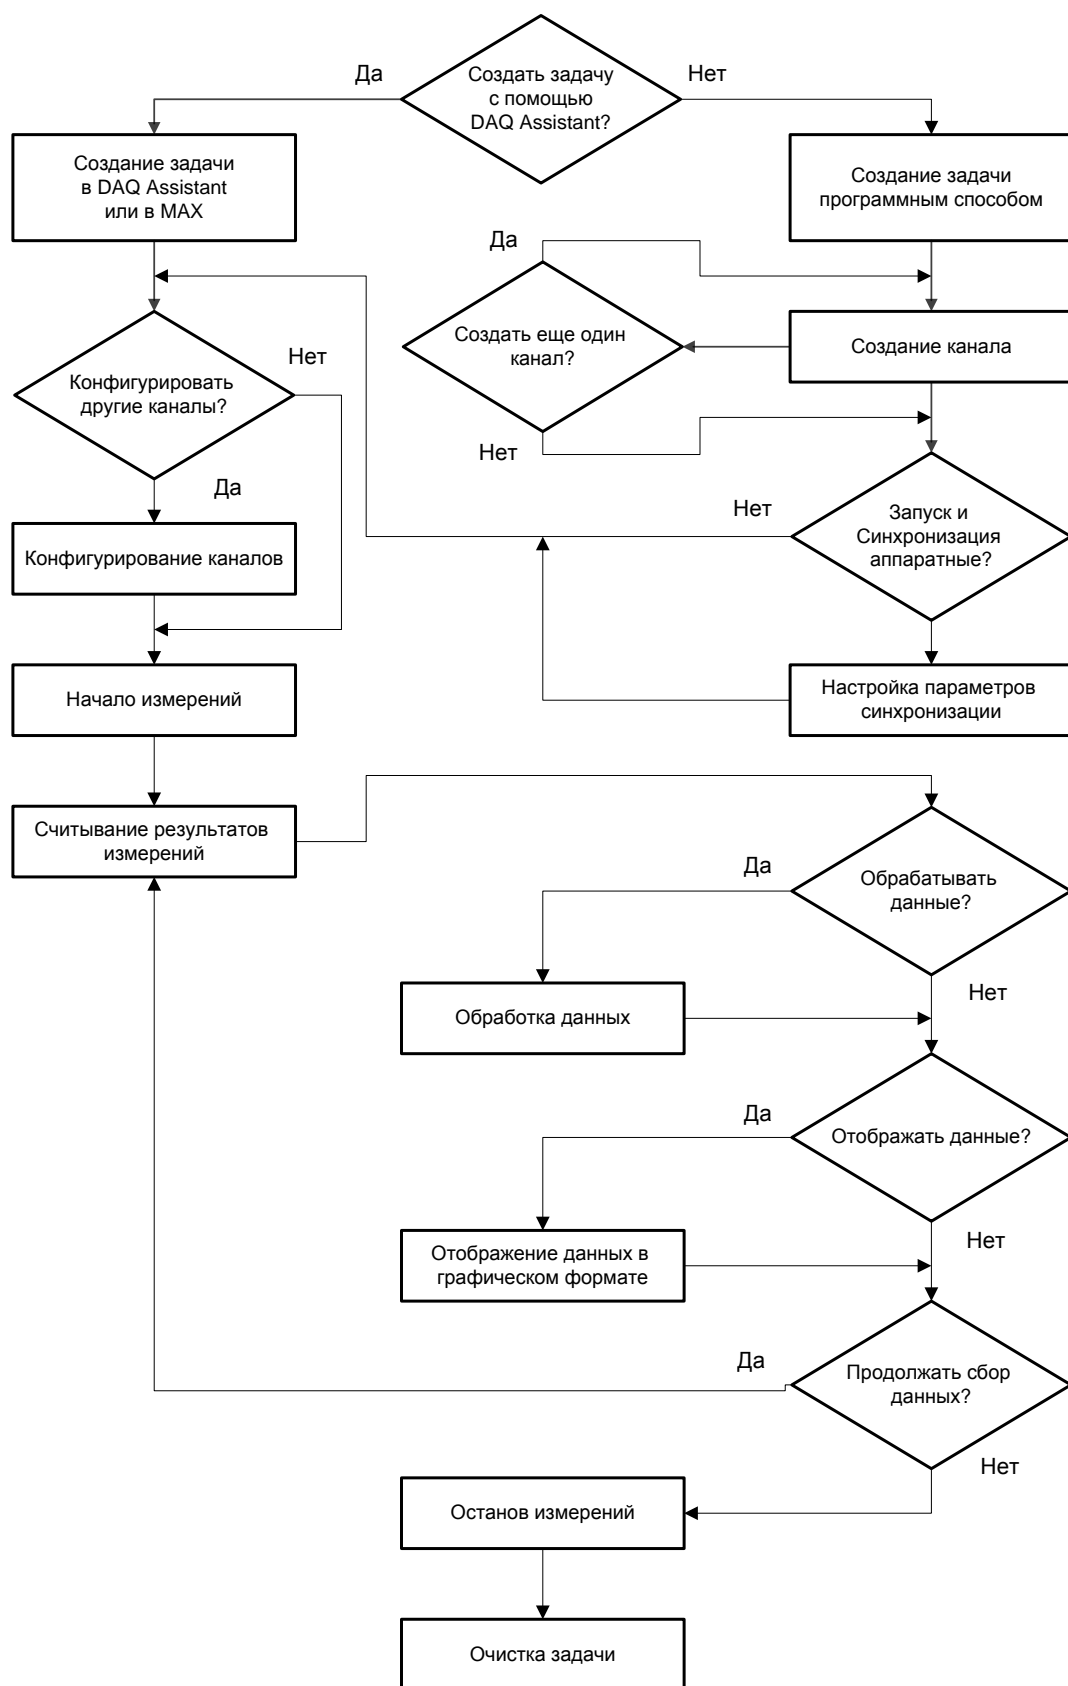 Да
Создать задачу
с помощью
DAQ Assistant?
Нет
Создание задачи
в DAQ Assistant
или в MAX
Создание задачи
программным способом
Да
Создать еще один
канал?
Создание канала
Нет
Конфигурировать
другие каналы?
Нет
Да
Нет
Запуск и
Синхронизация
аппаратные?
Конфигурирование каналов
Начало измерений
Настройка параметров
синхронизации
Считывание результатов
измерений
Да
Обрабатывать
данные?
Нет
Обработка данных
Да
Отображать данные?
Нет
Отображение данных в
графическом формате
Да
Продолжать сбор
данных?
Нет
Останов измерений
Очистка задачи